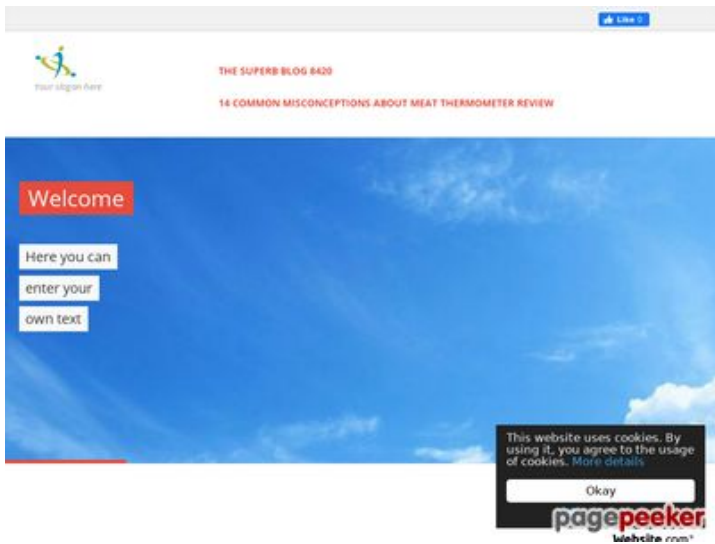 Like 0
Your slogan here
THE SUPERB BLOG 8420
14 COMMON MISCONCEPTIONS ABOUT MEAT THERMOMETER REVIEW
Welcome
Here you can
enter your
own text
This website uses cookies. By
using it, you agree to the usage
of cookies. More details
Okay
pagepeeker
Website.com